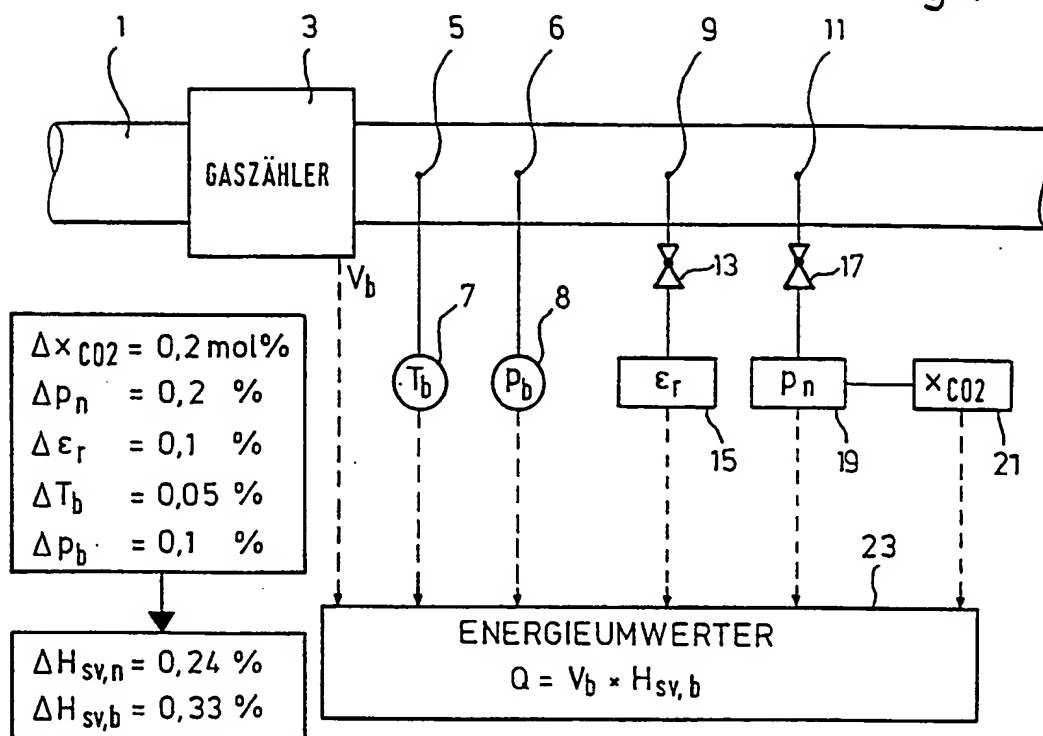 1 3 5 6 9 11
GASZÄHLER
V_b
7 8 13 17
Δx_CO2 = 0,2 mol%
Δp_n = 0,2 %
Δε_r = 0,1 %
ΔT_b = 0,05 %
Δp_b = 0,1 %
T_b p_b ε_r p_n x_CO2
15 19 21
23
ENERGIEUMWERTER
Q = V_b × H_sv,b
ΔH_sv,n = 0,24 %
ΔH_sv,b = 0,33 %